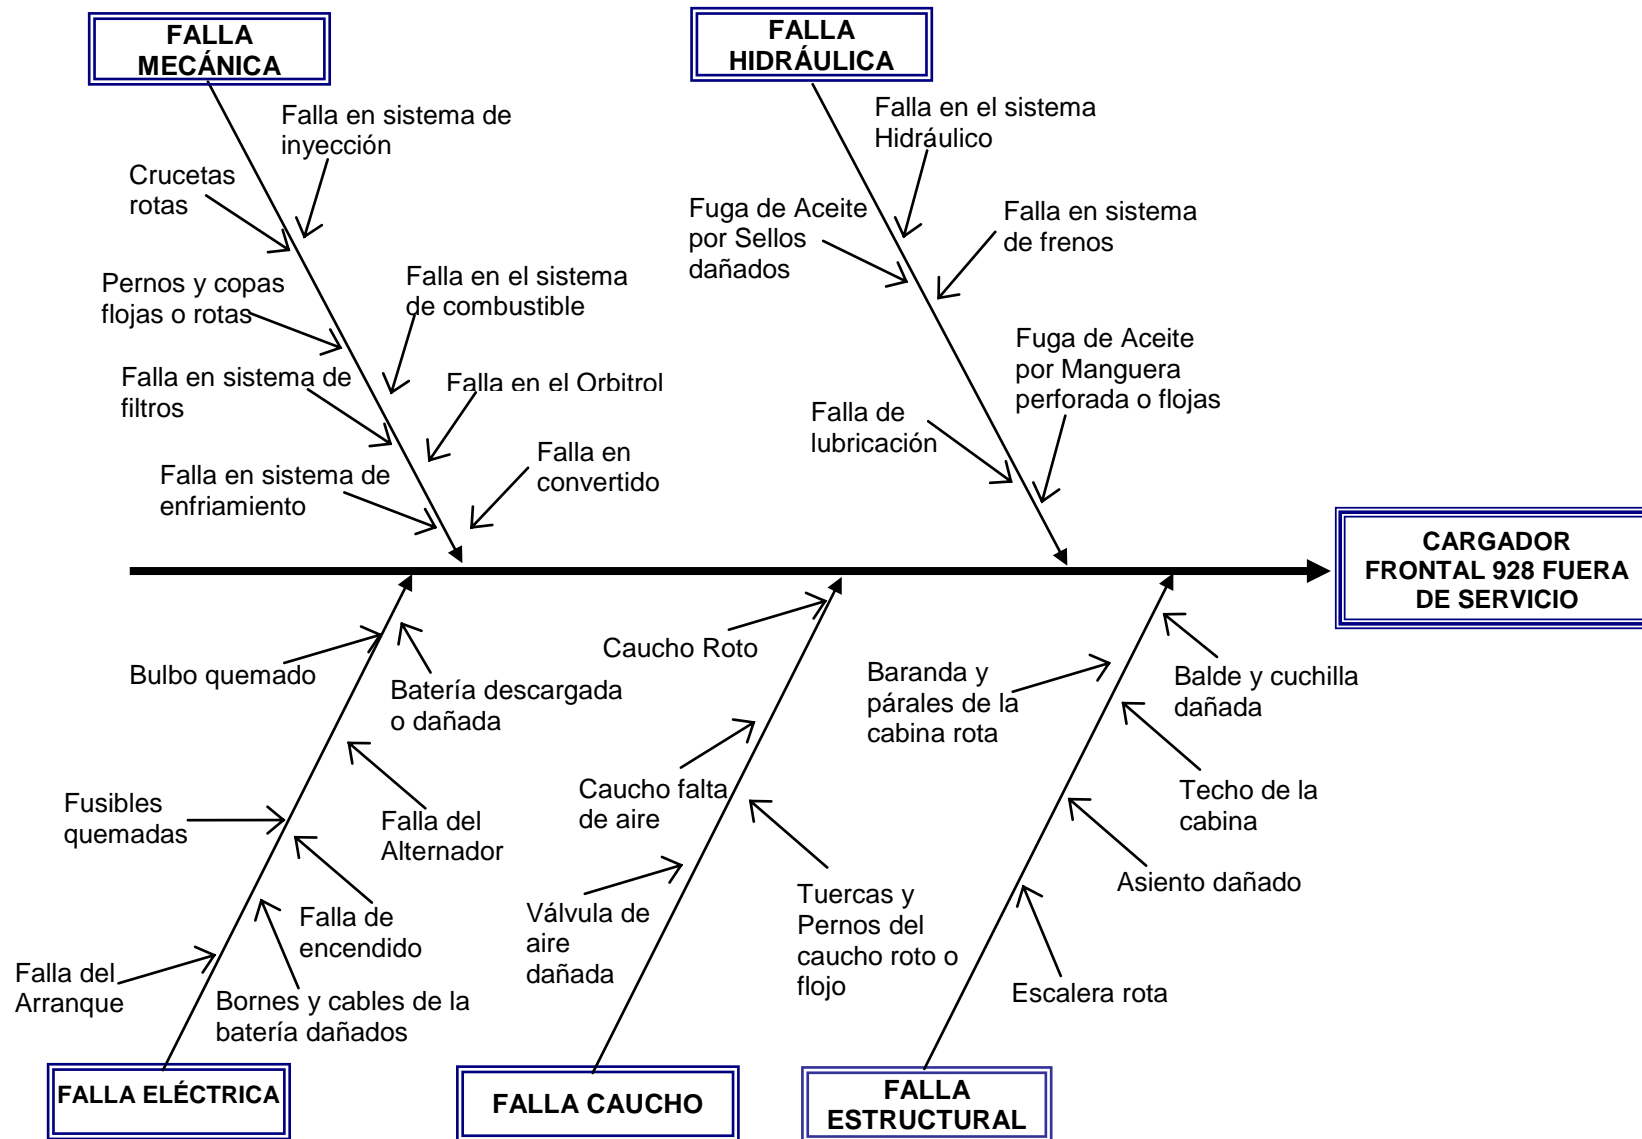 FALLA
MECÁNICA
FALLA
HIDRÁULICA
Falla en sistema de
inyección
Crucetas
rotas
Pernos y copas
flojas o rotas
Falla en el sistema
de combustible
Falla en sistema de
filtros
Falla en el Orbitrol
Falla en sistema de
enfriamiento
Falla en
convertido
Falla en el sistema
Hidráulico
Fuga de Aceite
por Sellos
dañados
Falla en sistema
de frenos
Fuga de Aceite
por Manguera
perforada o flojas
Falla de
lubricación
CARGADOR
FRONTAL 928 FUERA
DE SERVICIO
Bulbo quemado
Batería descargada
o dañada
Fusibles
quemadas
Falla del
Alternador
Falla de
encendido
Falla del
Arranque
Bornes y cables de la
batería dañados
Caucho Roto
Caucho falta
de aire
Válvula de
aire
dañada
Tuercas y
Pernos del
caucho roto o
flojo
Baranda y
párales de la
cabina rota
Balde y cuchilla
dañada
Techo de la
cabina
Asiento dañado
Escalera rota
FALLA ELÉCTRICA
FALLA CAUCHO
FALLA
ESTRUCTURAL